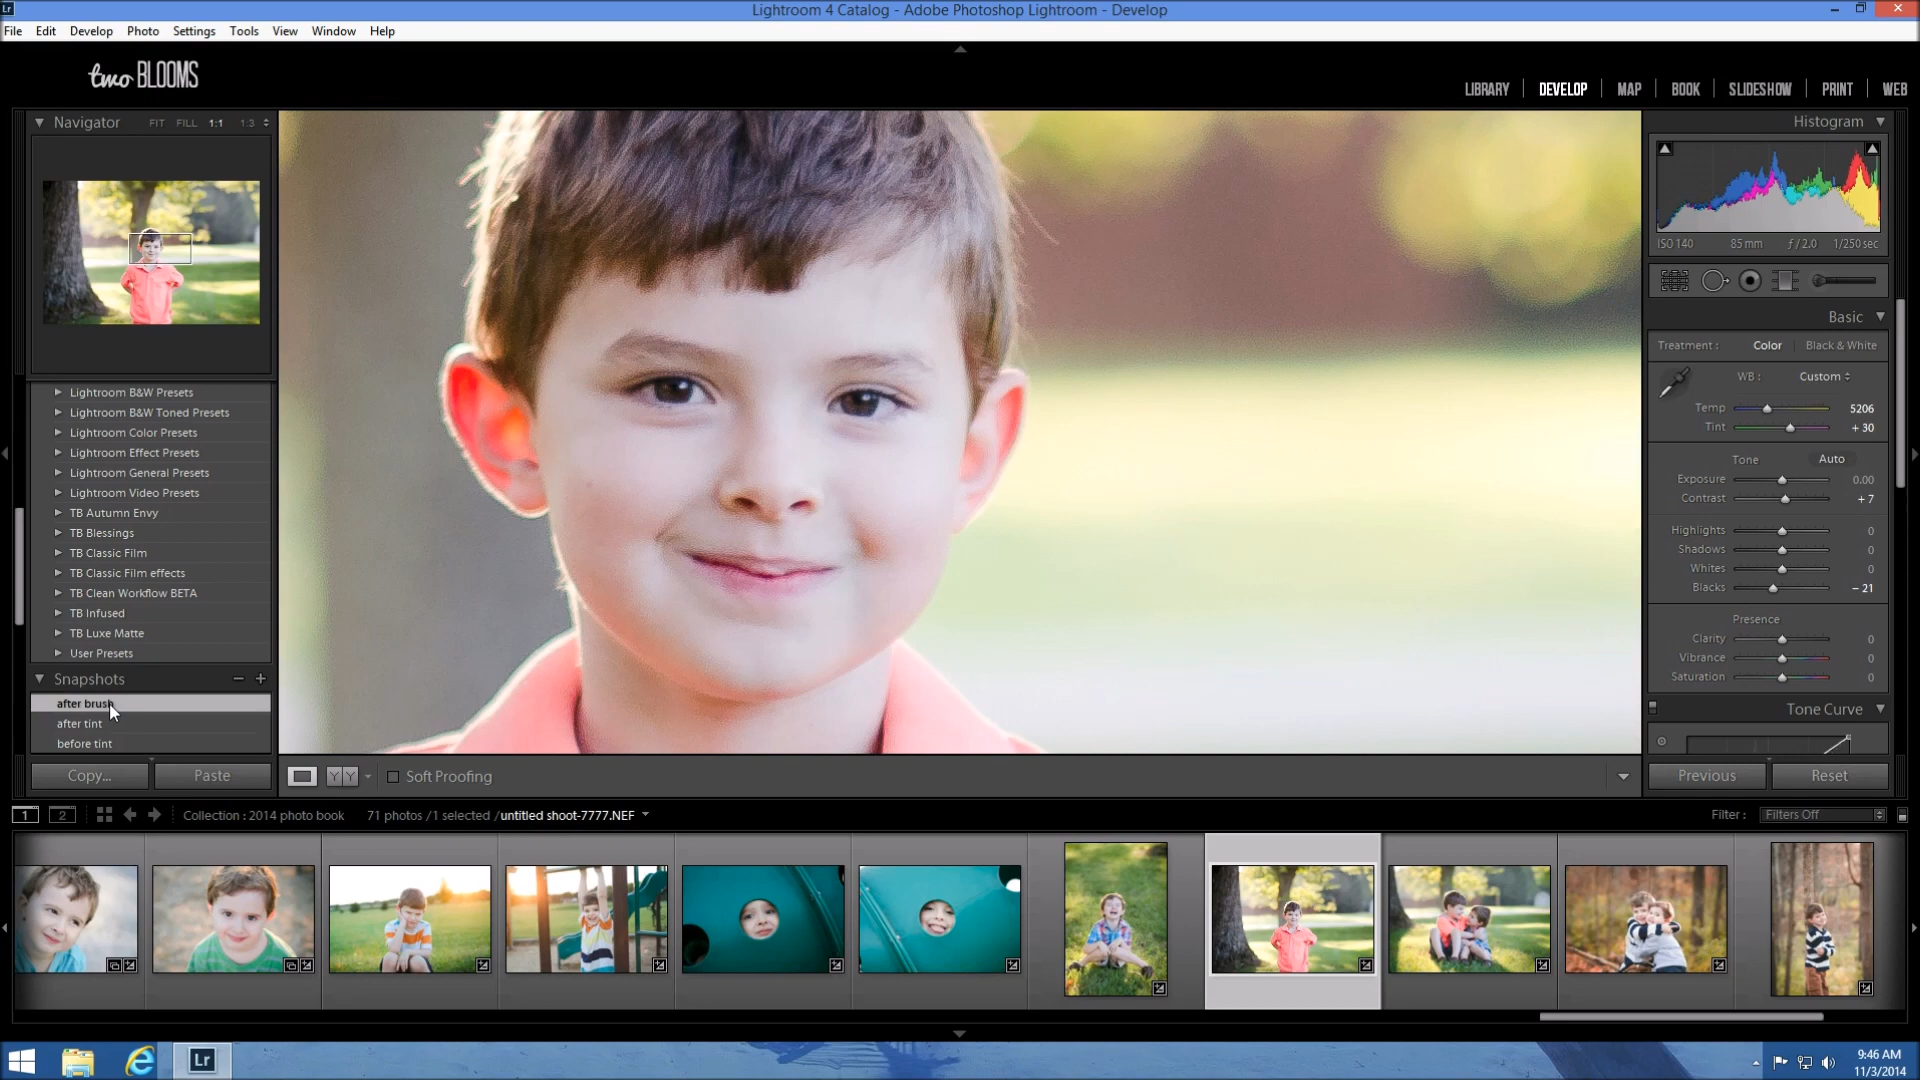 Lr
Lightroom 4 Catalog - Adobe Photoshop Lightroom - Develop
File Edit Develop Photo Settings Tools View Window Help
two BLOOMS
LIBRARY DEVELOP MAP BOOK SLIDESHOW PRINT WEB
Navigator FIT FILL 1:1 1:3
Lightroom B&W Presets
Lightroom B&W Toned Presets
Lightroom Color Presets
Lightroom Effect Presets
Lightroom General Presets
Lightroom Video Presets
TB Autumn Envy
TB Blessings
TB Classic Film
TB Classic Film effects
TB Clean Workflow BETA
TB Infused
TB Luxe Matte
User Presets
Snapshots − +
after brush
after tint
before tint
Copy... Paste
YY Soft Proofing
Histogram
ISO 140 85 mm ƒ / 2.0 1/250 sec
Basic
Treatment : Color Black & White
WB : Custom
Temp 5206
Tint + 30
Tone Auto
Exposure 0.00
Contrast + 7
Highlights 0
Shadows 0
Whites 0
Blacks − 21
Presence
Clarity 0
Vibrance 0
Saturation 0
Tone Curve
Previous Reset
1 2 Collection : 2014 photo book 71 photos /1 selected /untitled shoot-7777.NEF Filter : Filters Off
Lr
9:46 AM
11/3/2014